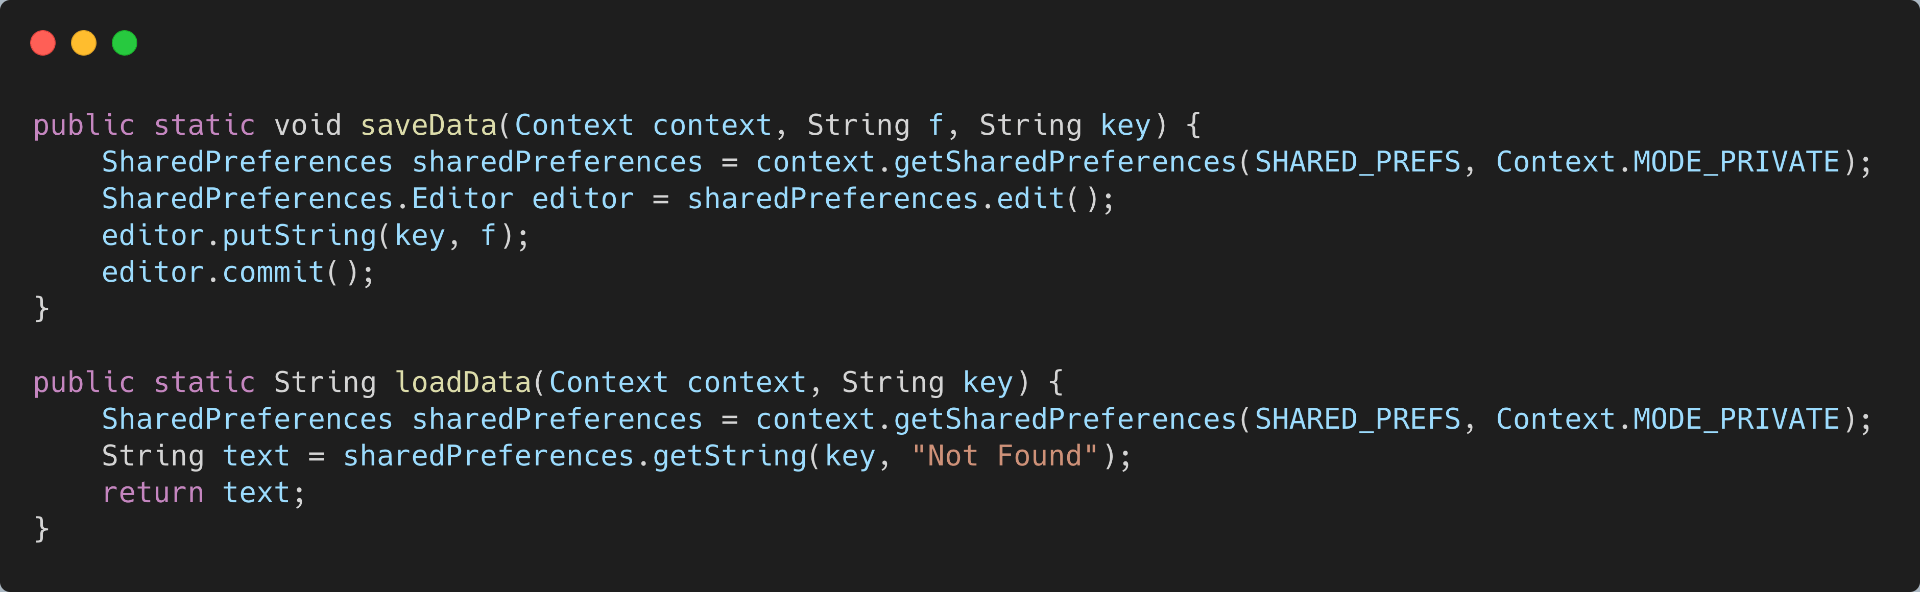 public static void saveData(Context context, String f, String key) {
    SharedPreferences sharedPreferences = context.getSharedPreferences(SHARED_PREFS, Context.MODE_PRIVATE);
    SharedPreferences.Editor editor = sharedPreferences.edit();
    editor.putString(key, f);
    editor.commit();
}

public static String loadData(Context context, String key) {
    SharedPreferences sharedPreferences = context.getSharedPreferences(SHARED_PREFS, Context.MODE_PRIVATE);
    String text = sharedPreferences.getString(key, "Not Found");
    return text;
}